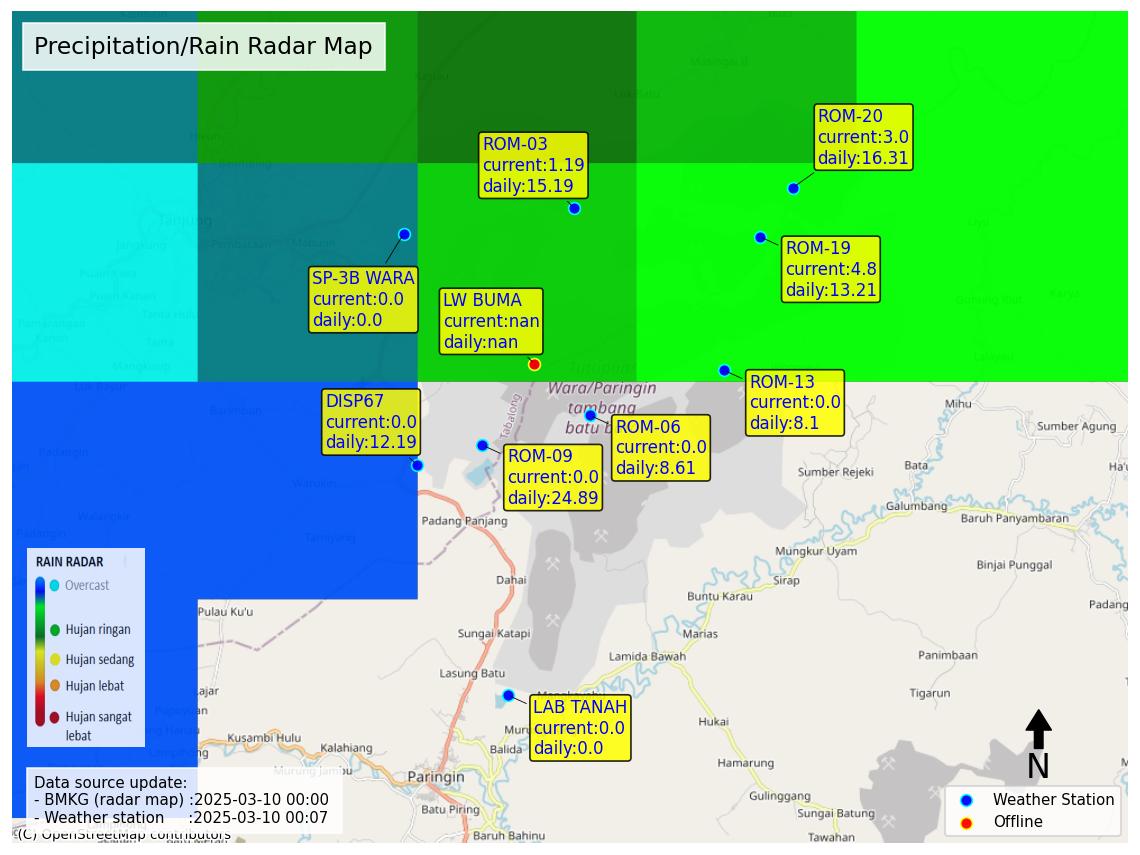 Precipitation/Rain Radar Map
ROM-20
current:3.0
daily:16.31
ROM-03
current:1.19
daily:15.19
ROM-19
current:4.8
daily:13.21
SP-3B WARA
current:0.0
daily:0.0
LW BUMA
current:nan
daily:nan
ROM-13
current:0.0
daily:8.1
DISP67
current:0.0
daily:12.19
ROM-06
current:0.0
daily:8.61
ROM-09
current:0.0
daily:24.89
LAB TANAH
current:0.0
daily:0.0
Tanjung
Wara/Paringin
tambang
Tabalong
Mihu
Sumber Agung
Bata
Sumber Rejeki
Galumbang
Baruh Panyambaran
Padang Panjang
Mungkur Uyam
Binjai Punggal
Dahai
Sirap
Buntu Karau
Pulau Ku'u
Sungai Katapi
Marias
Lamida Bawah
Panimbaan
Lasung Batu
Tigarun
Hukai
Kusambi Hulu
Kalahiang
Balida
Hamarung
Murung Jambu
Paringin
Gulinggang
Batu Piring
Sungai Batung
Baruh Bahinu
Tawahan
RAIN RADAR
Overcast
Hujan ringan
Hujan sedang
Hujan lebat
Hujan sangat
lebat
Data source update:
- BMKG (radar map) :2025-03-10 00:00
- Weather station :2025-03-10 00:07
(C) OpenStreetMap contributors
N
Weather Station
Offline